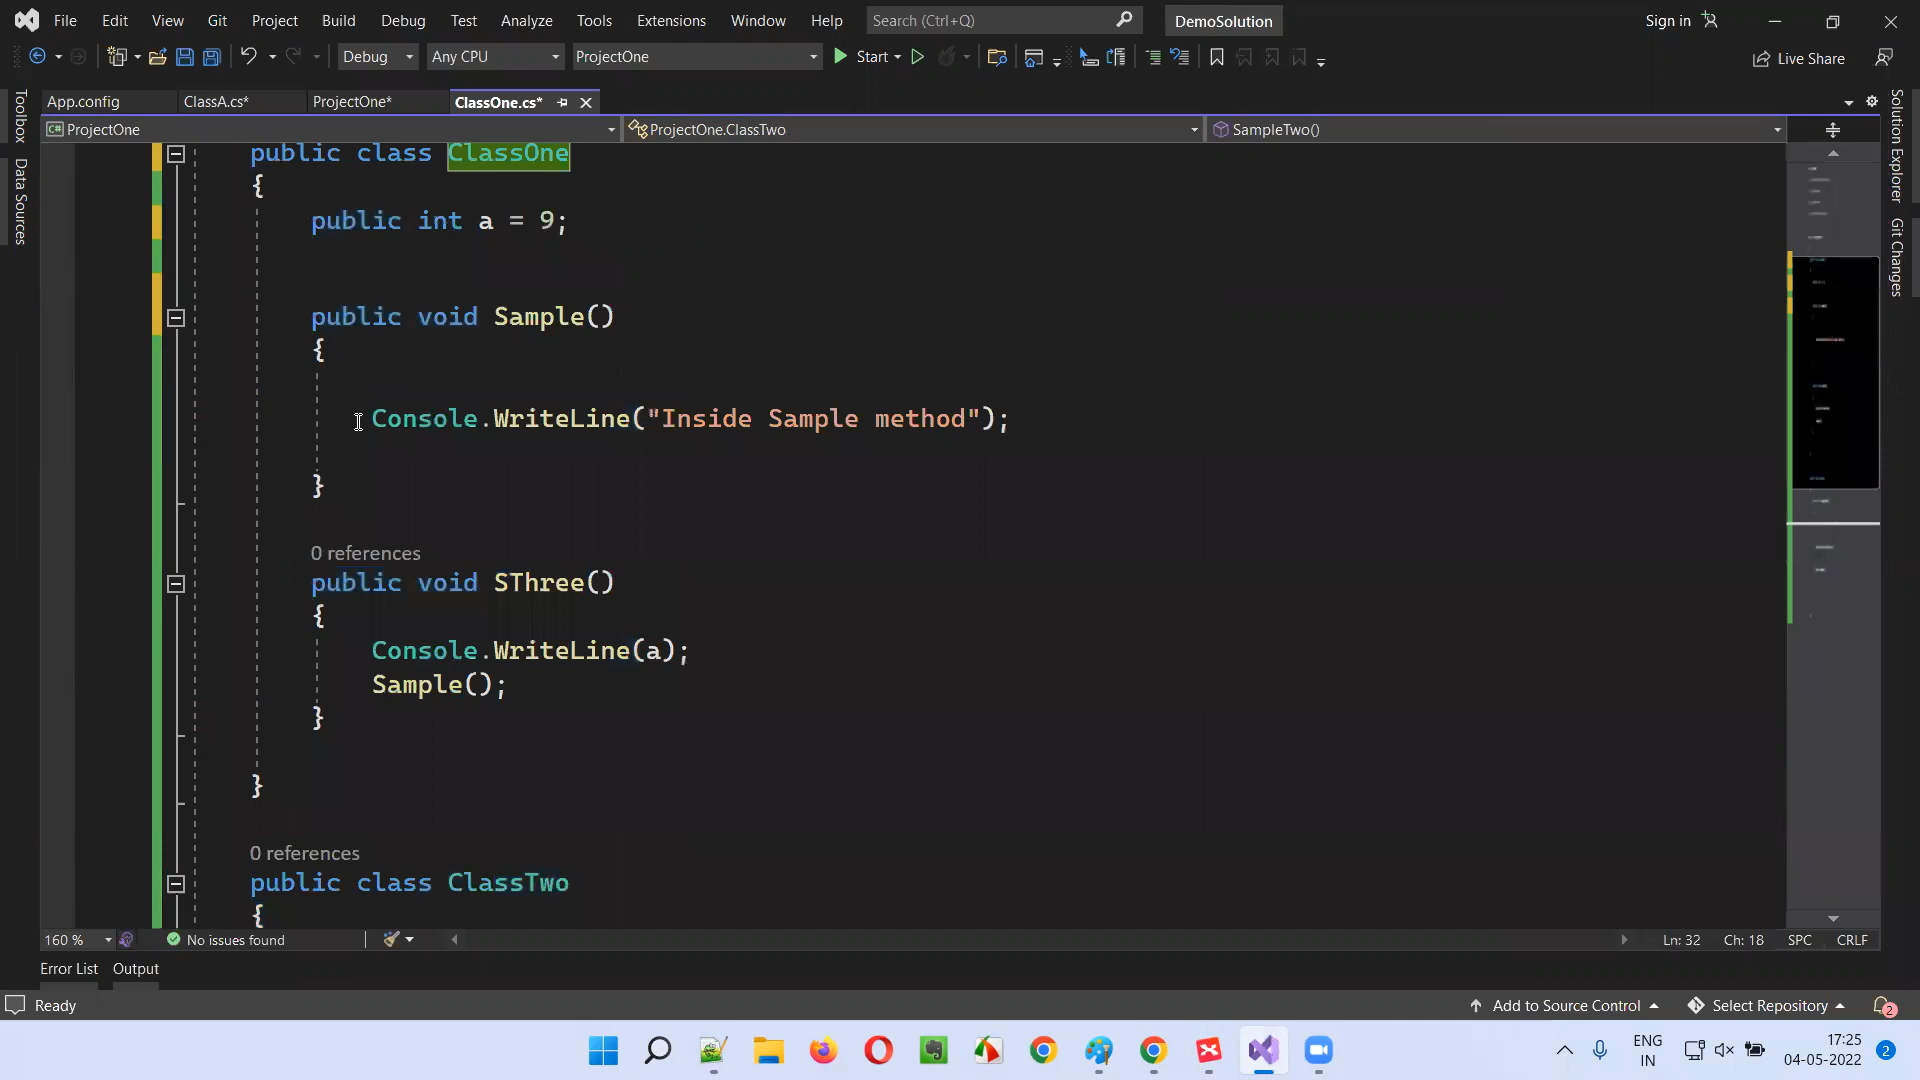 File Edit View Git Project Build Debug Test Analyze Tools Extensions Window Help Search (Ctrl+Q) DemoSolution Sign in
Debug Any CPU ProjectOne Start Live Share
App.config ClassA.cs* ProjectOne* ClassOne.cs*
C# ProjectOne ProjectOne.ClassTwo SampleTwo()
Toolbox
Data Sources
Solution Explorer
Git Changes
public class ClassOne
{
public int a = 9;
public void Sample()
{
Console.WriteLine("Inside Sample method");
}
0 references
public void SThree()
{
Console.WriteLine(a);
Sample();
}
}
0 references
public class ClassTwo
{
160 % No issues found Ln: 32 Ch: 18 SPC CRLF
Error List Output
Ready Add to Source Control Select Repository 2
ENG
IN
17:25
04-05-2022
2